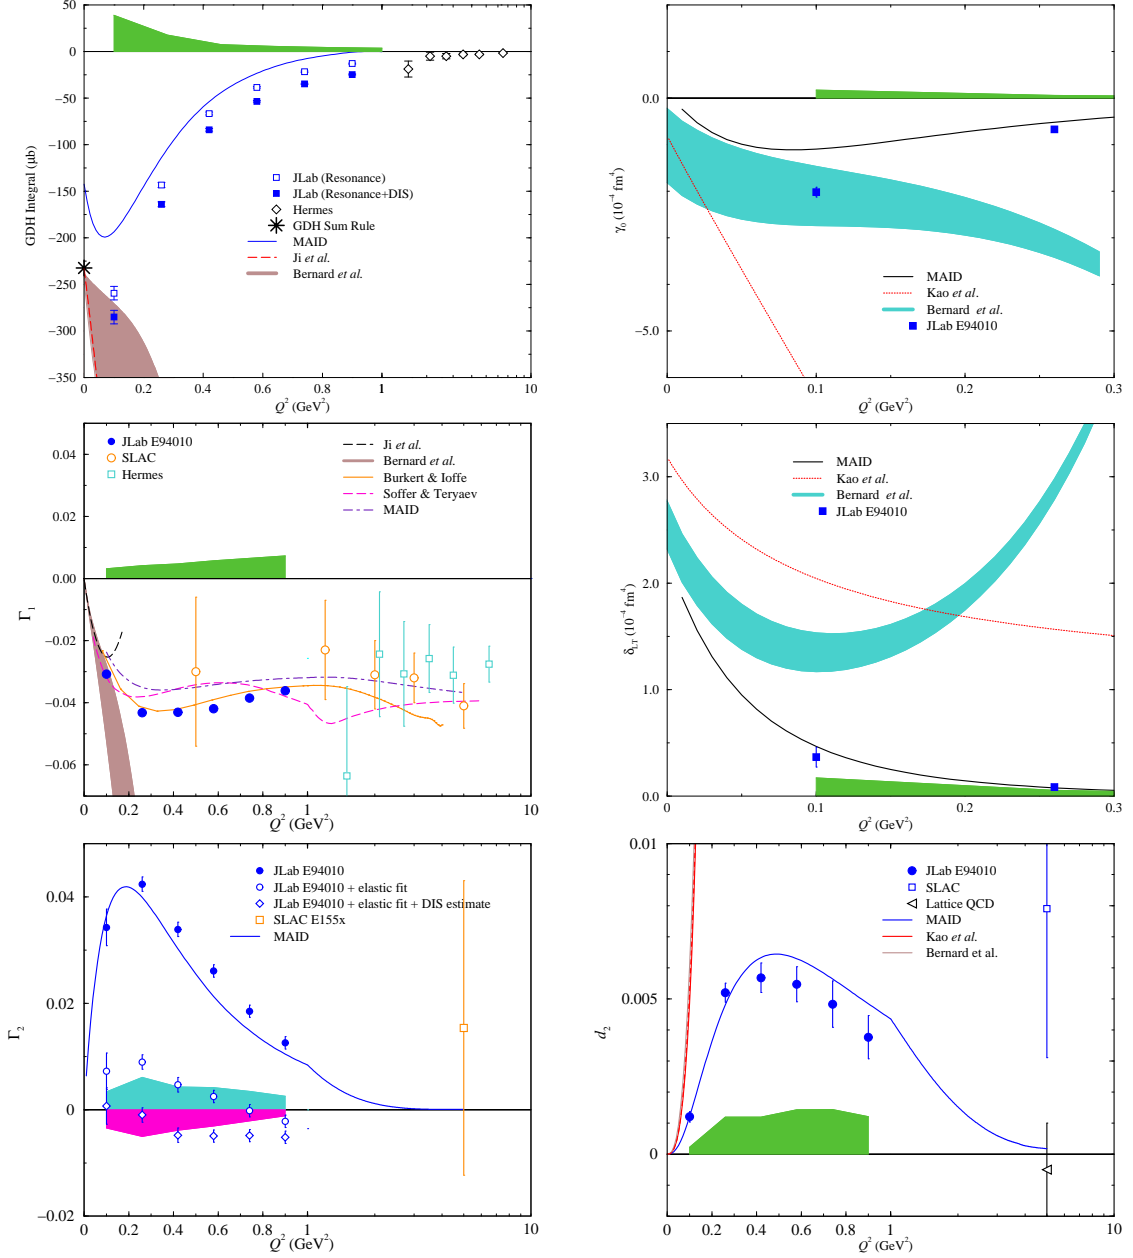 50
0
−50
−100
−150
−200
−250
−300
−350
GDH Integral (μb)
JLab (Resonance)
JLab (Resonance+DIS)
Hermes
GDH Sum Rule
MAID
Ji et al.
Bernard et al.
0 0.2 0.4 0.6 0.8 1 10
Q² (GeV²)
0.0
−5.0
γ₀ (10⁻⁴ fm⁴)
MAID
Kao et al.
Bernard et al.
JLab E94010
0 0.1 0.2 0.3
Q² (GeV²)
0.04
0.02
0.00
−0.02
−0.04
−0.06
Γ₁
JLab E94010
SLAC
Hermes
Ji et al.
Bernard et al.
Burkert & Ioffe
Soffer & Teryaev
MAID
0 0.2 0.4 0.6 0.8 1 10
Q² (GeV²)
3.0
2.0
1.0
0.0
δLT (10⁻⁴ fm⁴)
MAID
Kao et al.
Bernard et al.
JLab E94010
0 0.1 0.2 0.3
Q² (GeV²)
0.04
0.02
0
−0.02
Γ₂
JLab E94010
JLab E94010 + elastic fit
JLab E94010 + elastic fit + DIS estimate
SLAC E155x
MAID
0 0.2 0.4 0.6 0.8 1 10
Q² (GeV²)
0.01
0.005
0
d₂
JLab E94010
SLAC
Lattice QCD
MAID
Kao et al.
Bernard et al.
0 0.2 0.4 0.6 0.8 1 10
Q² (GeV²)